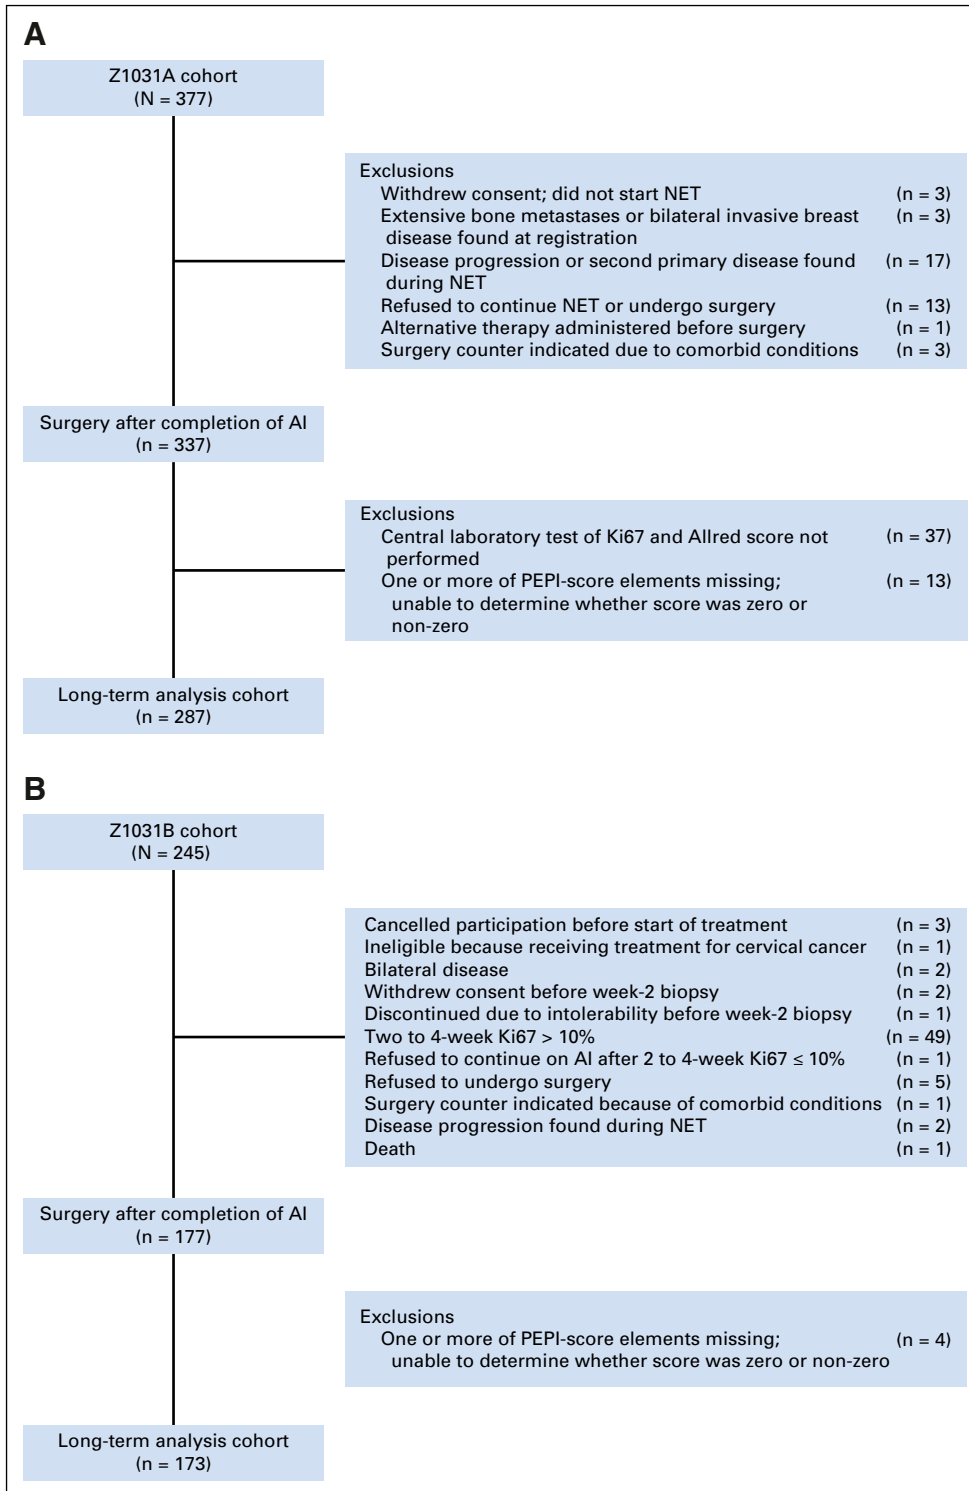 A
Z1031A cohort
(N = 377)
Exclusions
Withdrew consent; did not start NET (n = 3)
Extensive bone metastases or bilateral invasive breast (n = 3)
disease found at registration
Disease progression or second primary disease found (n = 17)
during NET
Refused to continue NET or undergo surgery (n = 13)
Alternative therapy administered before surgery (n = 1)
Surgery counter indicated due to comorbid conditions (n = 3)
Surgery after completion of AI
(n = 337)
Exclusions
Central laboratory test of Ki67 and Allred score not (n = 37)
performed
One or more of PEPI-score elements missing; (n = 13)
unable to determine whether score was zero or
non-zero
Long-term analysis cohort
(n = 287)
B
Z1031B cohort
(N = 245)
Cancelled participation before start of treatment (n = 3)
Ineligible because receiving treatment for cervical cancer (n = 1)
Bilateral disease (n = 2)
Withdrew consent before week-2 biopsy (n = 2)
Discontinued due to intolerability before week-2 biopsy (n = 1)
Two to 4-week Ki67 > 10% (n = 49)
Refused to continue on AI after 2 to 4-week Ki67 ≤ 10% (n = 1)
Refused to undergo surgery (n = 5)
Surgery counter indicated because of comorbid conditions (n = 1)
Disease progression found during NET (n = 2)
Death (n = 1)
Surgery after completion of AI
(n = 177)
Exclusions
One or more of PEPI-score elements missing; (n = 4)
unable to determine whether score was zero or non-zero
Long-term analysis cohort
(n = 173)